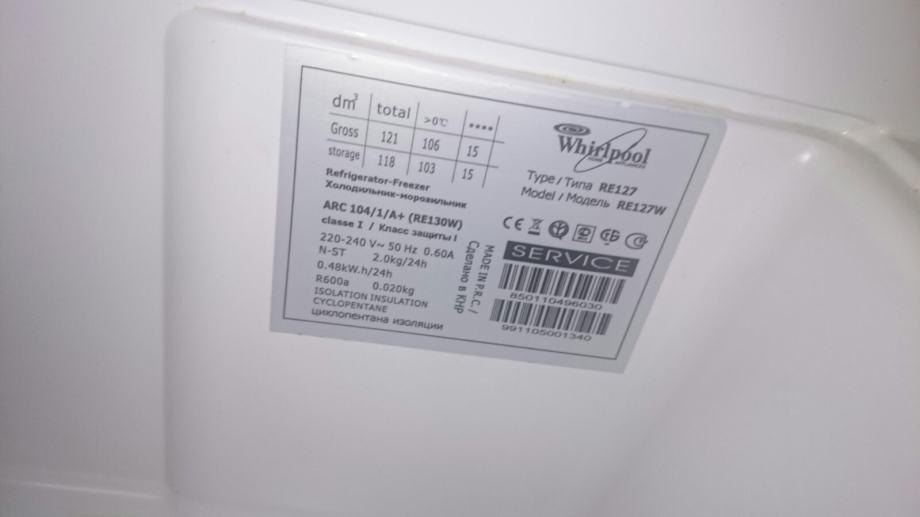 dm³ total >0°C ****
Gross 121 106 15
storage 118 103 15
Refrigerator-Freezer
Холодильник-морозильник
ARC 104/1/A+ (RE130W)
classe I / Класс защиты I
220-240 V~ 50 Hz 0.60A
N-ST 2.0kg/24h
0.48kW.h/24h
R600a 0.020kg
ISOLATION INSULATION
CYCLOPENTANE
циклопентана изоляции
MADE IN P.R.C./
Сделано в КНР
Whirlpool
HOME APPLIANCES
Type / Типа RE127
Model / Модель RE127W
CE
SERVICE
850110496030
991105001340